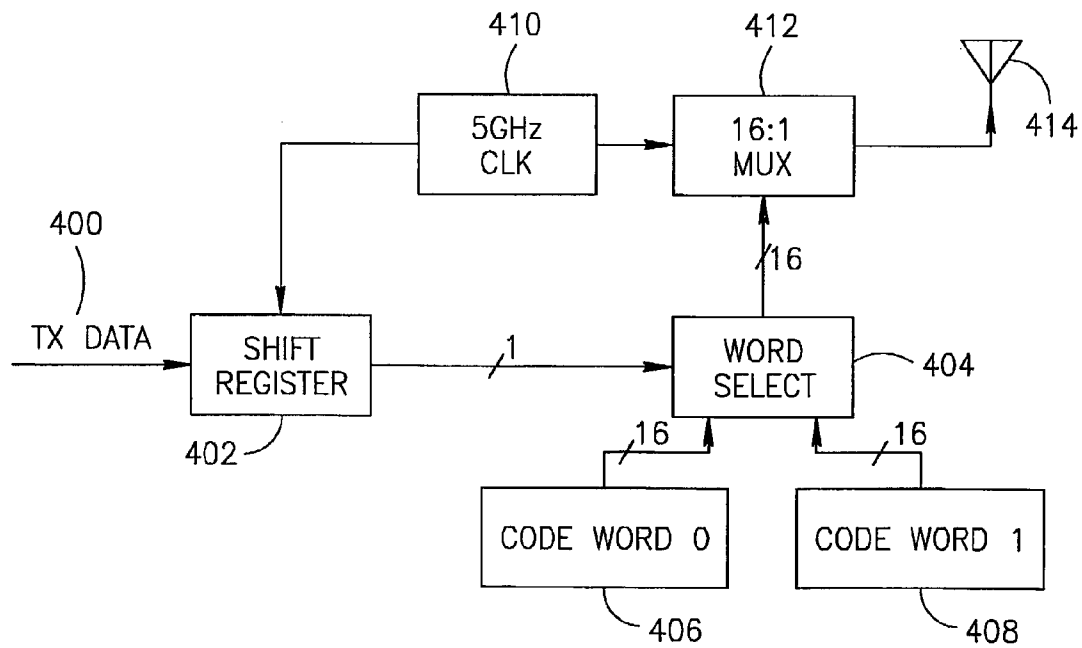 410
412
5GHz
CLK
16:1
MUX
414
400
16
TX DATA
SHIFT
REGISTER
1
WORD
SELECT
404
402
16
16
CODE WORD 0
CODE WORD 1
406
408